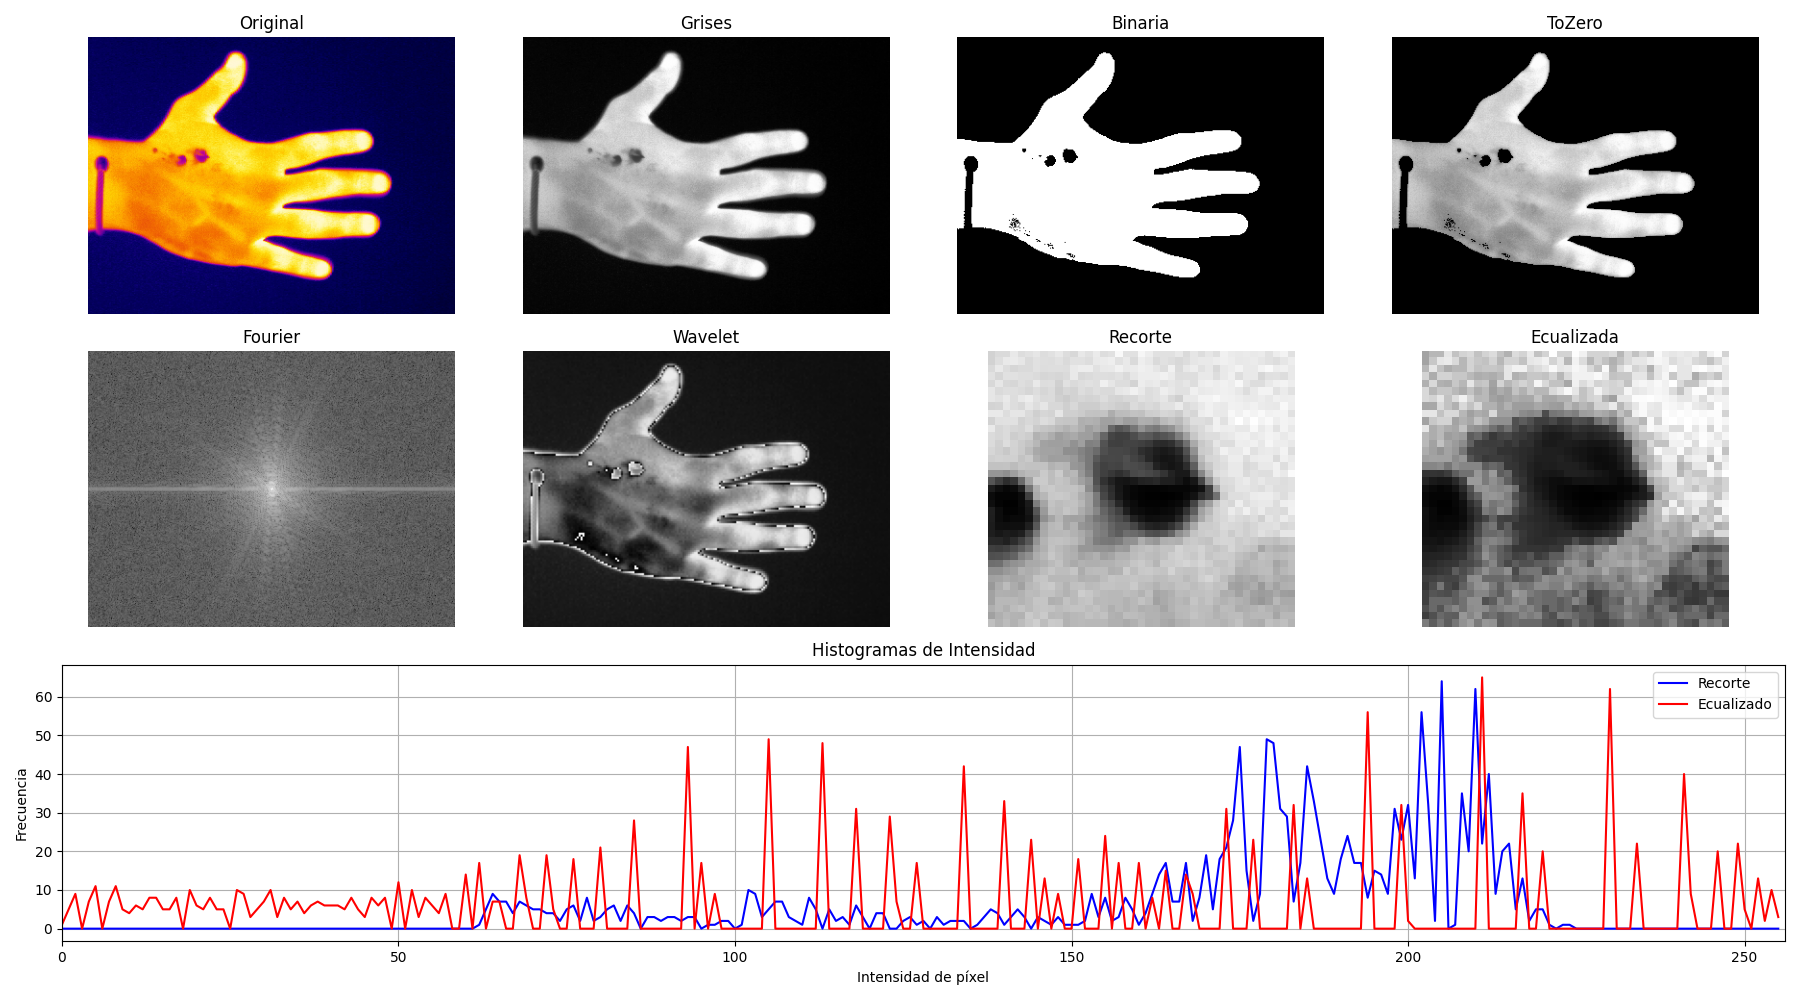 Original
Grises
Binaria
ToZero
Fourier
Wavelet
Recorte
Ecualizada
Histogramas de Intensidad
Recorte
Ecualizado
Frecuencia
60
50
40
30
20
10
0
0
50
100
150
200
250
Intensidad de píxel